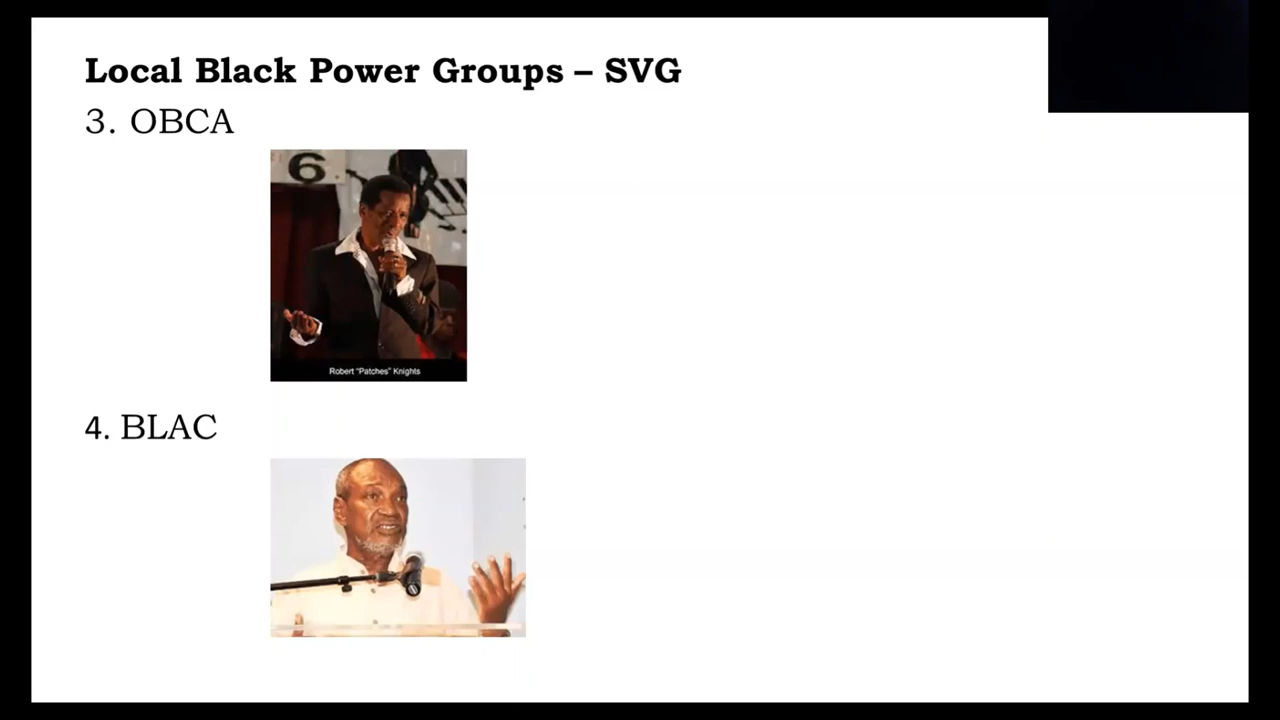 Local Black Power Groups – SVG
3. OBCA
6
Robert "Patches" Knights
4. BLAC